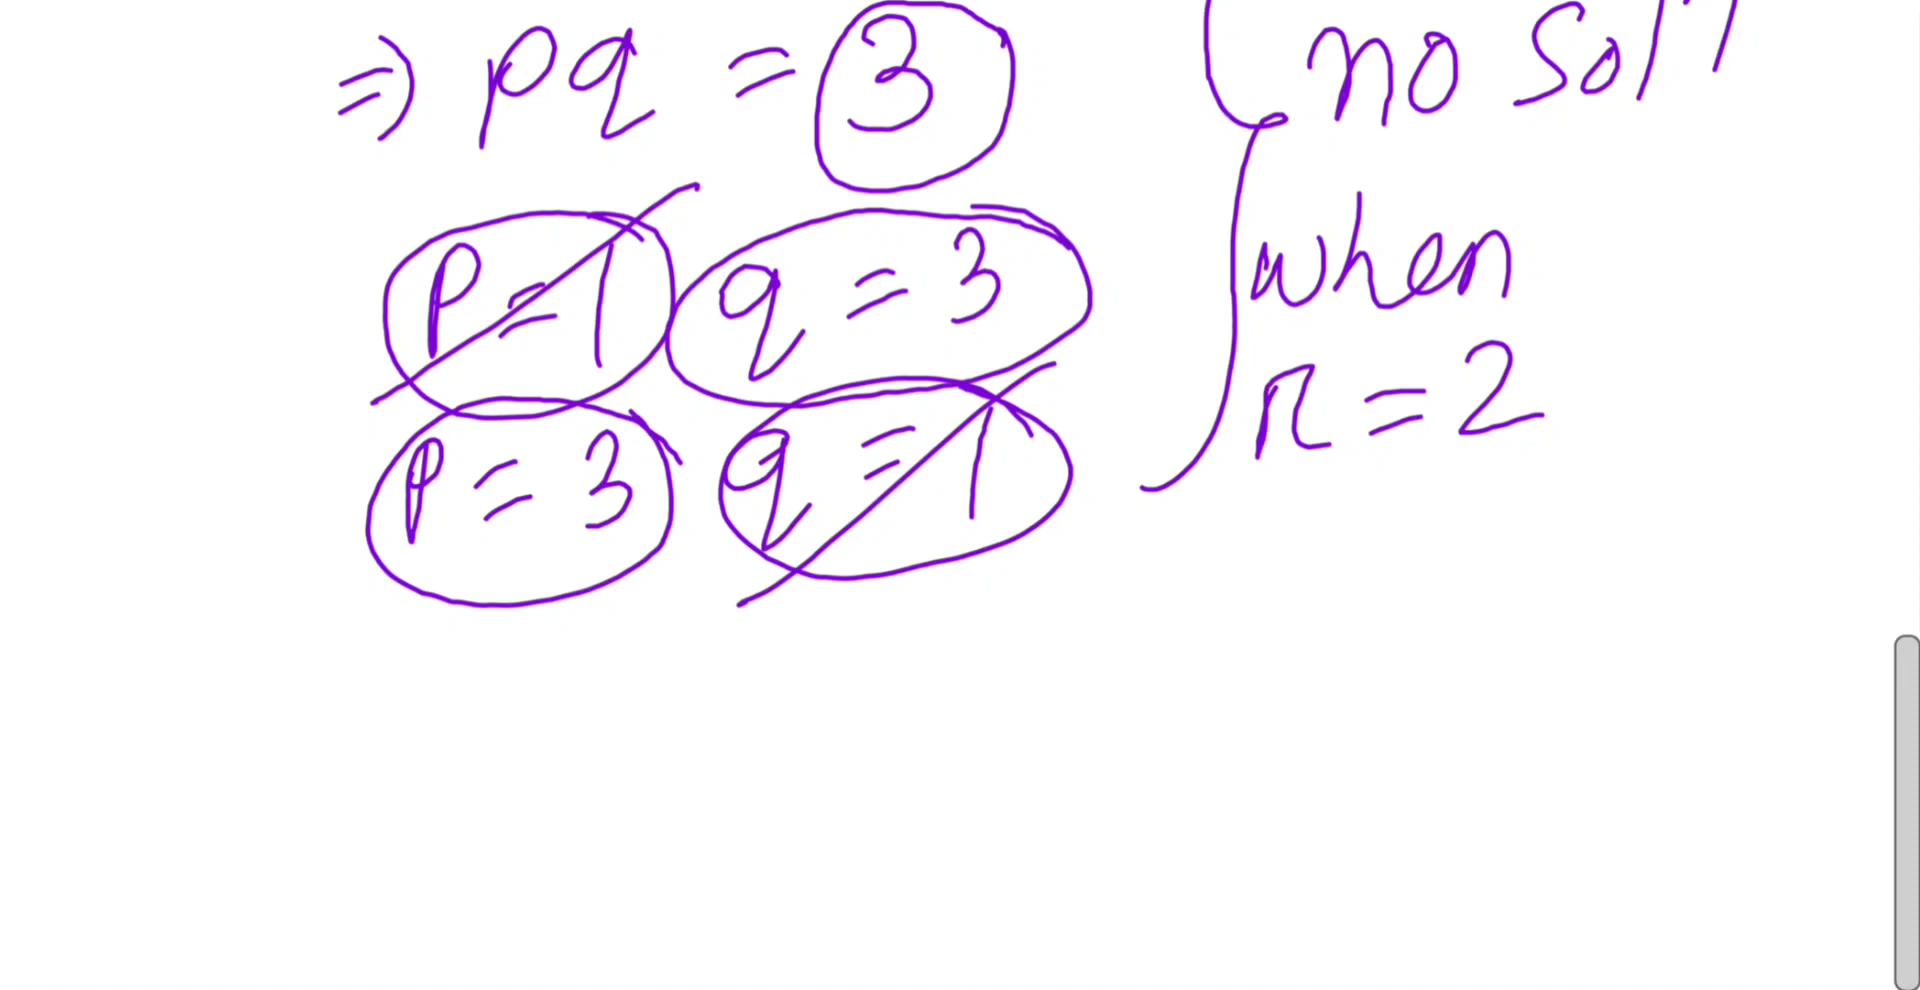 ⇒ pq = 3
p = 1 q = 3
p = 3 q = 1
no sol
when
r = 2